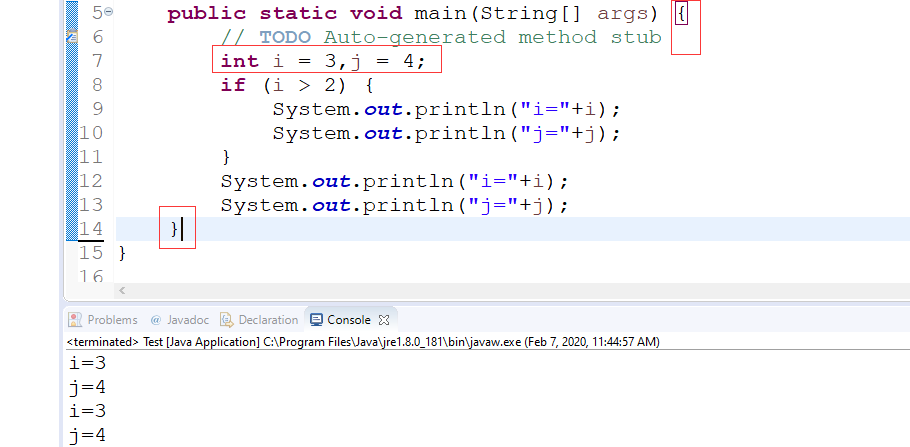 5 public static void main(String[] args) {
6 // TODO Auto-generated method stub
7 int i = 3,j = 4;
8 if (i > 2) {
9 System.out.println("i="+i);
10 System.out.println("j="+j);
11 }
12 System.out.println("i="+i);
13 System.out.println("j="+j);
14 }
15 }
16
Problems @ Javadoc Declaration Console
<terminated> Test [Java Application] C:\Program Files\Java\jre1.8.0_181\bin\javaw.exe (Feb 7, 2020, 11:44:57 AM)
i=3
j=4
i=3
j=4